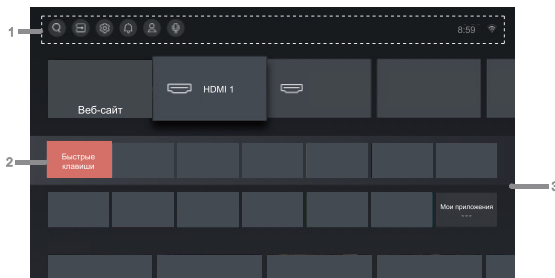 1
8:59
HDMI 1
Веб-сайт
2
Быстрые
клавиши
3
Мои приложения
---